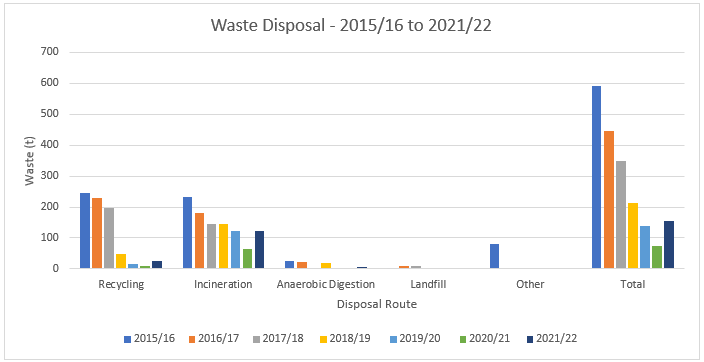 Waste Disposal - 2015/16 to 2021/22
700
600
500
400
300
200
100
0
Waste (t)
Recycling Incineration Anaerobic Digestion Landfill Other Total
Disposal Route
2015/16 2016/17 2017/18 2018/19 2019/20 2020/21 2021/22